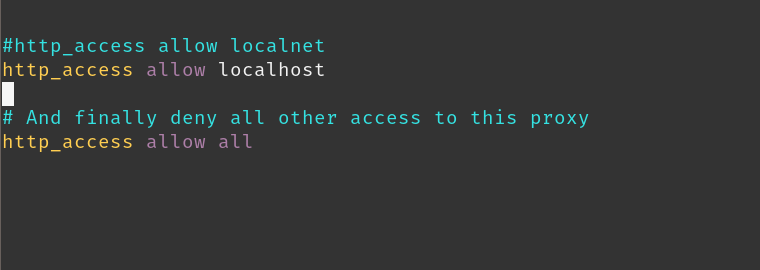 #http_access allow localnet
http_access allow localhost
# And finally deny all other access to this proxy
http_access allow all